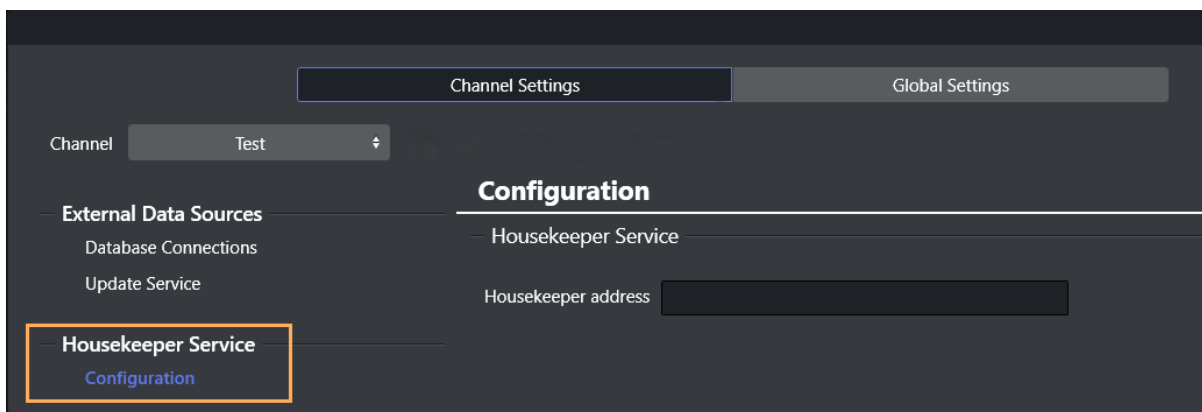 Channel Settings
Global Settings
Channel
Test
External Data Sources
Database Connections
Update Service
Housekeeper Service
Configuration
Configuration
Housekeeper Service
Housekeeper address